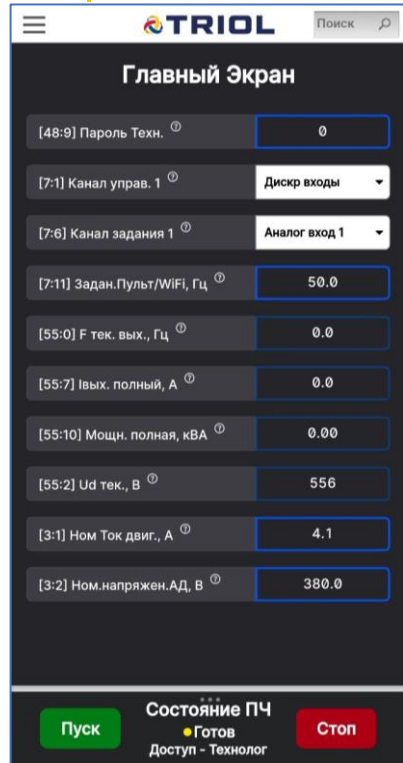 TRIOL
Поиск
Главный Экран
[48:9] Пароль Техн. ? 0
[7:1] Канал управ. 1 ? Дискр входы
[7:6] Канал задания 1 ? Аналог вход 1
[7:11] Задан.Пульт/WiFi, Гц ? 50.0
[55:0] F тек. вых., Гц ? 0.0
[55:7] Iвых. полный, А ? 0.0
[55:10] Мощн. полная, кВА ? 0.00
[55:2] Ud тек., В ? 556
[3:1] Ном Ток двиг., А ? 4.1
[3:2] Ном.напряжен.АД, В ? 380.0
Пуск
Состояние ПЧ
Готов
Доступ - Технолог
Стоп